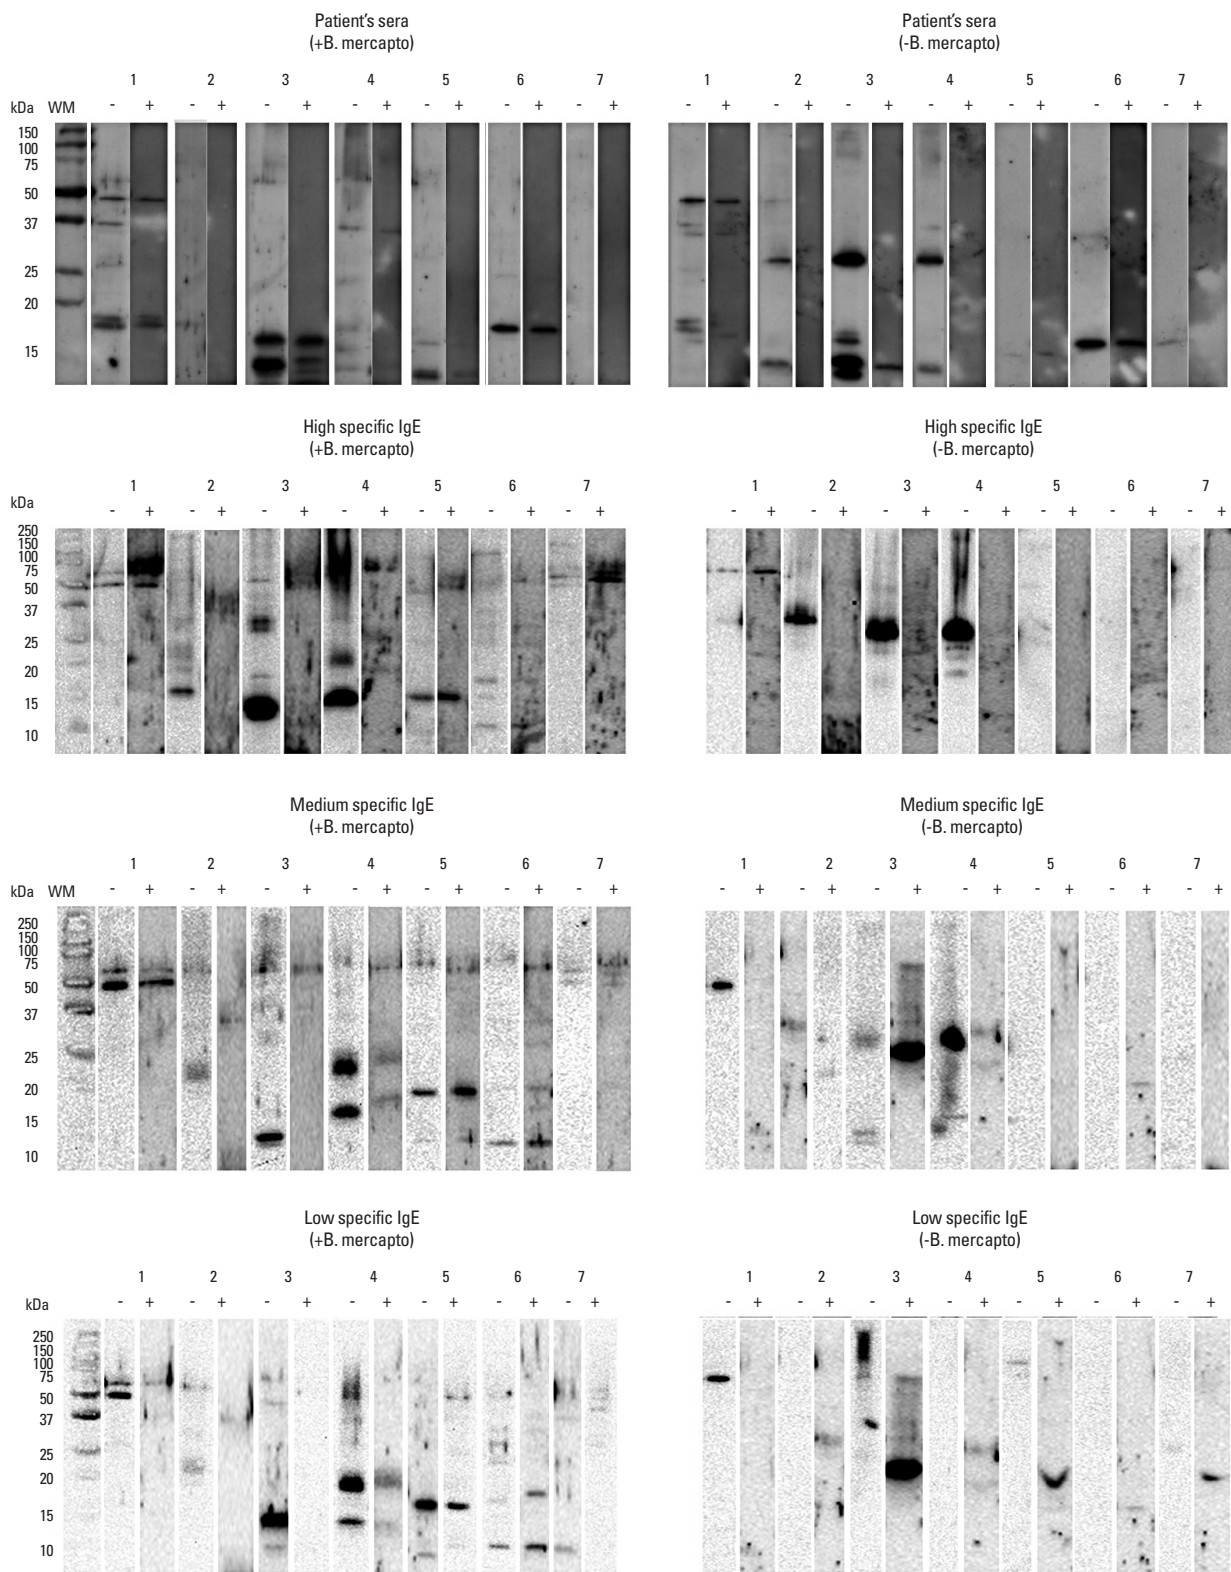 Patient's sera
(+B. mercapto)
1 2 3 4 5 6 7
kDa WM - + - + - + - + - + - + - +
150
100
75
50
37
25
20
15
Patient's sera
(-B. mercapto)
1 2 3 4 5 6 7
- + - + - + - + - + - + - +
High specific IgE
(+B. mercapto)
1 2 3 4 5 6 7
kDa - + - + - + - + - + - + - +
250
150
100
75
50
37
25
20
15
10
High specific IgE
(-B. mercapto)
1 2 3 4 5 6 7
- + - + - + - + - + - + - +
Medium specific IgE
(+B. mercapto)
1 2 3 4 5 6 7
kDa WM - + - + - + - + - + - + - +
250
150
100
75
50
37
25
20
15
10
Medium specific IgE
(-B. mercapto)
1 2 3 4 5 6 7
- + - + - + - + - + - + - +
Low specific IgE
(+B. mercapto)
1 2 3 4 5 6 7
kDa - + - + - + - + - + - + - +
250
150
100
75
50
37
25
20
15
10
Low specific IgE
(-B. mercapto)
1 2 3 4 5 6 7
- + - + - + - + - + - + - +